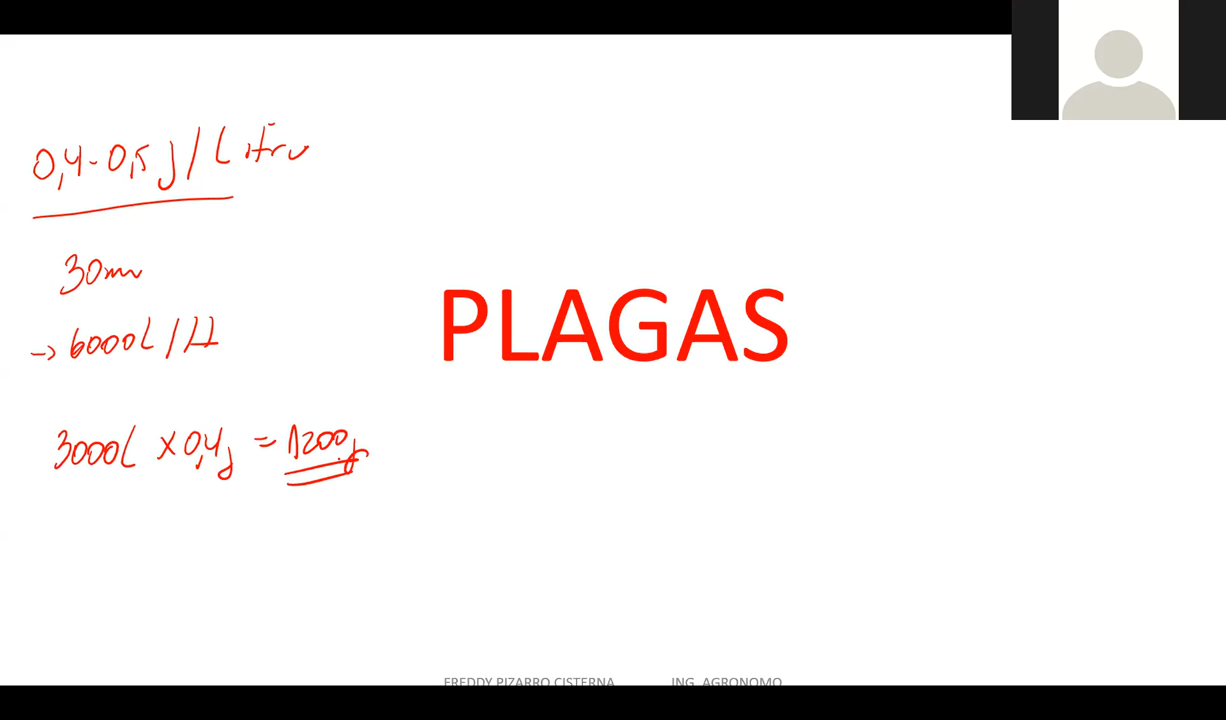 0,4-0,5 g/Litro
30m
→ 6000L/H
PLAGAS
3000L x 0,4g = 1200g
FREDDY PIZARRO CISTERNA ING. AGRONOMO